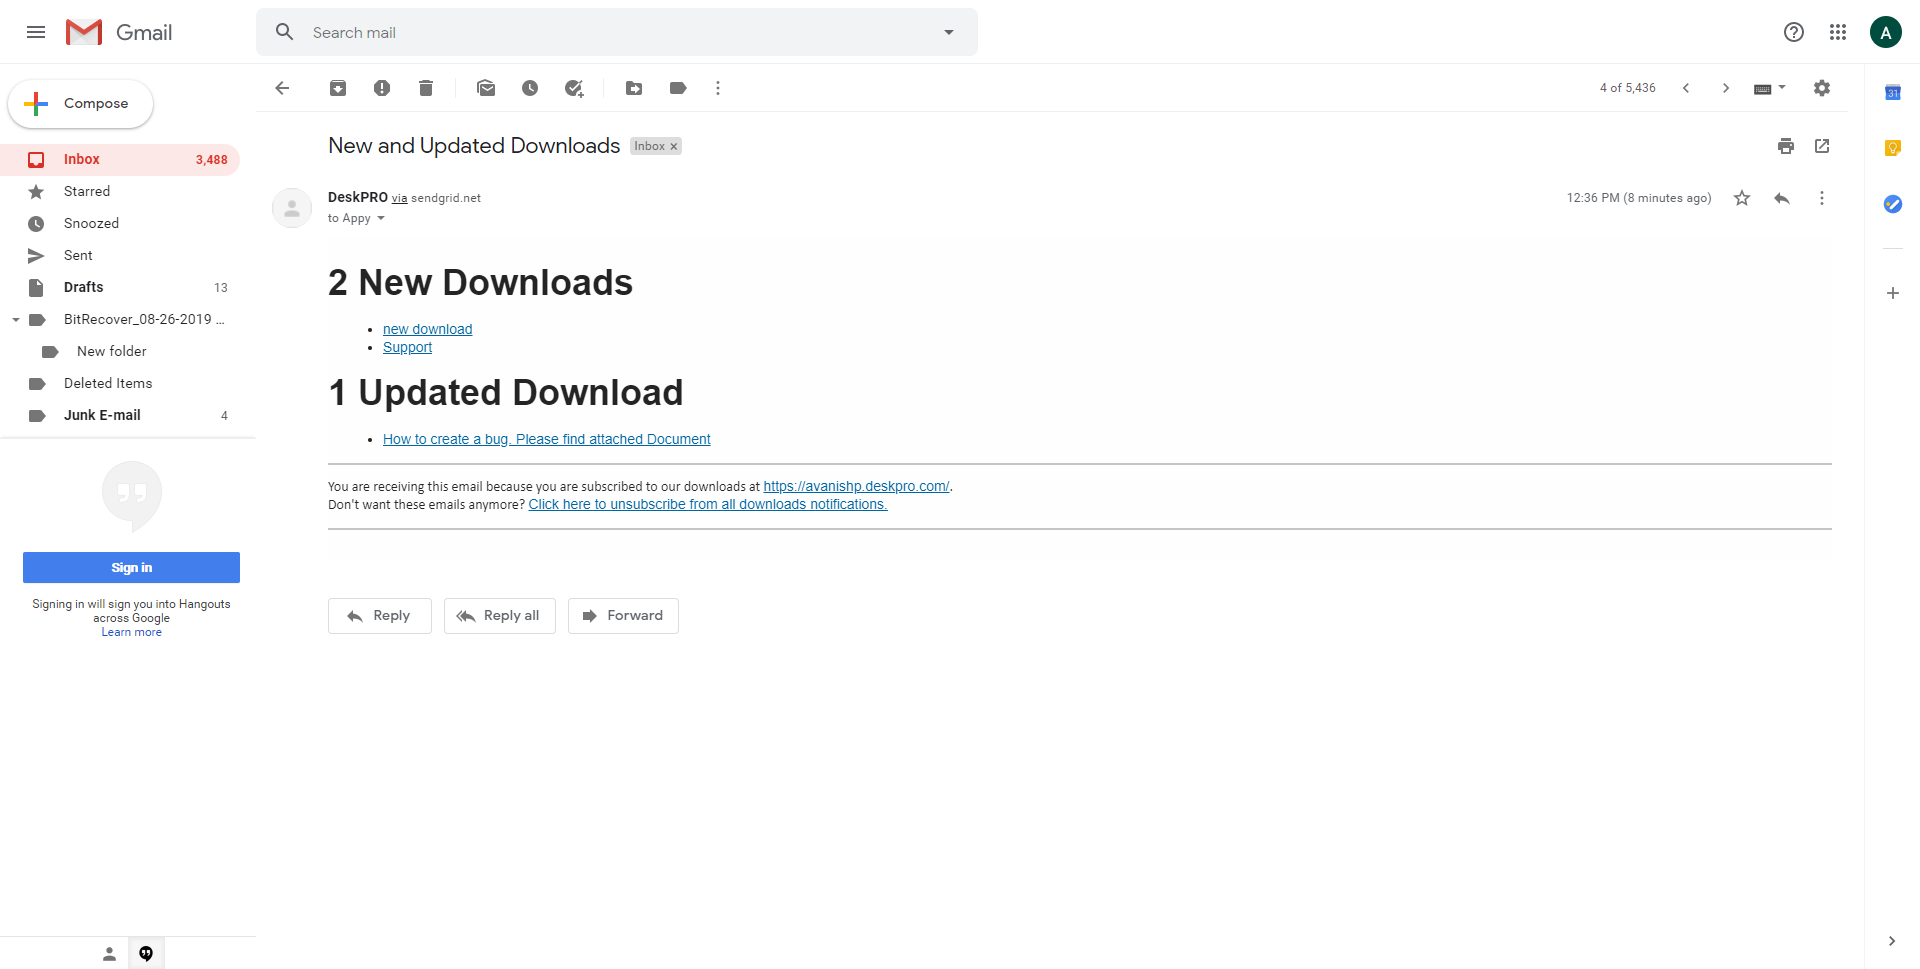 Gmail
Search mail
A
Compose
4 of 5,436
31
New and Updated Downloads Inbox x
Inbox 3,488
Starred
DeskPRO via sendgrid.net 12:36 PM (8 minutes ago)
to Appy
Snoozed
Sent
Drafts 13
BitRecover_08-26-2019 ...
New folder
Deleted Items
Junk E-mail 4
2 New Downloads
new download
Support
1 Updated Download
How to create a bug. Please find attached Document
You are receiving this email because you are subscribed to our downloads at https://avanishp.deskpro.com/.
Don't want these emails anymore? Click here to unsubscribe from all downloads notifications.
Sign in
Signing in will sign you into Hangouts
across Google
Learn more
Reply
Reply all
Forward